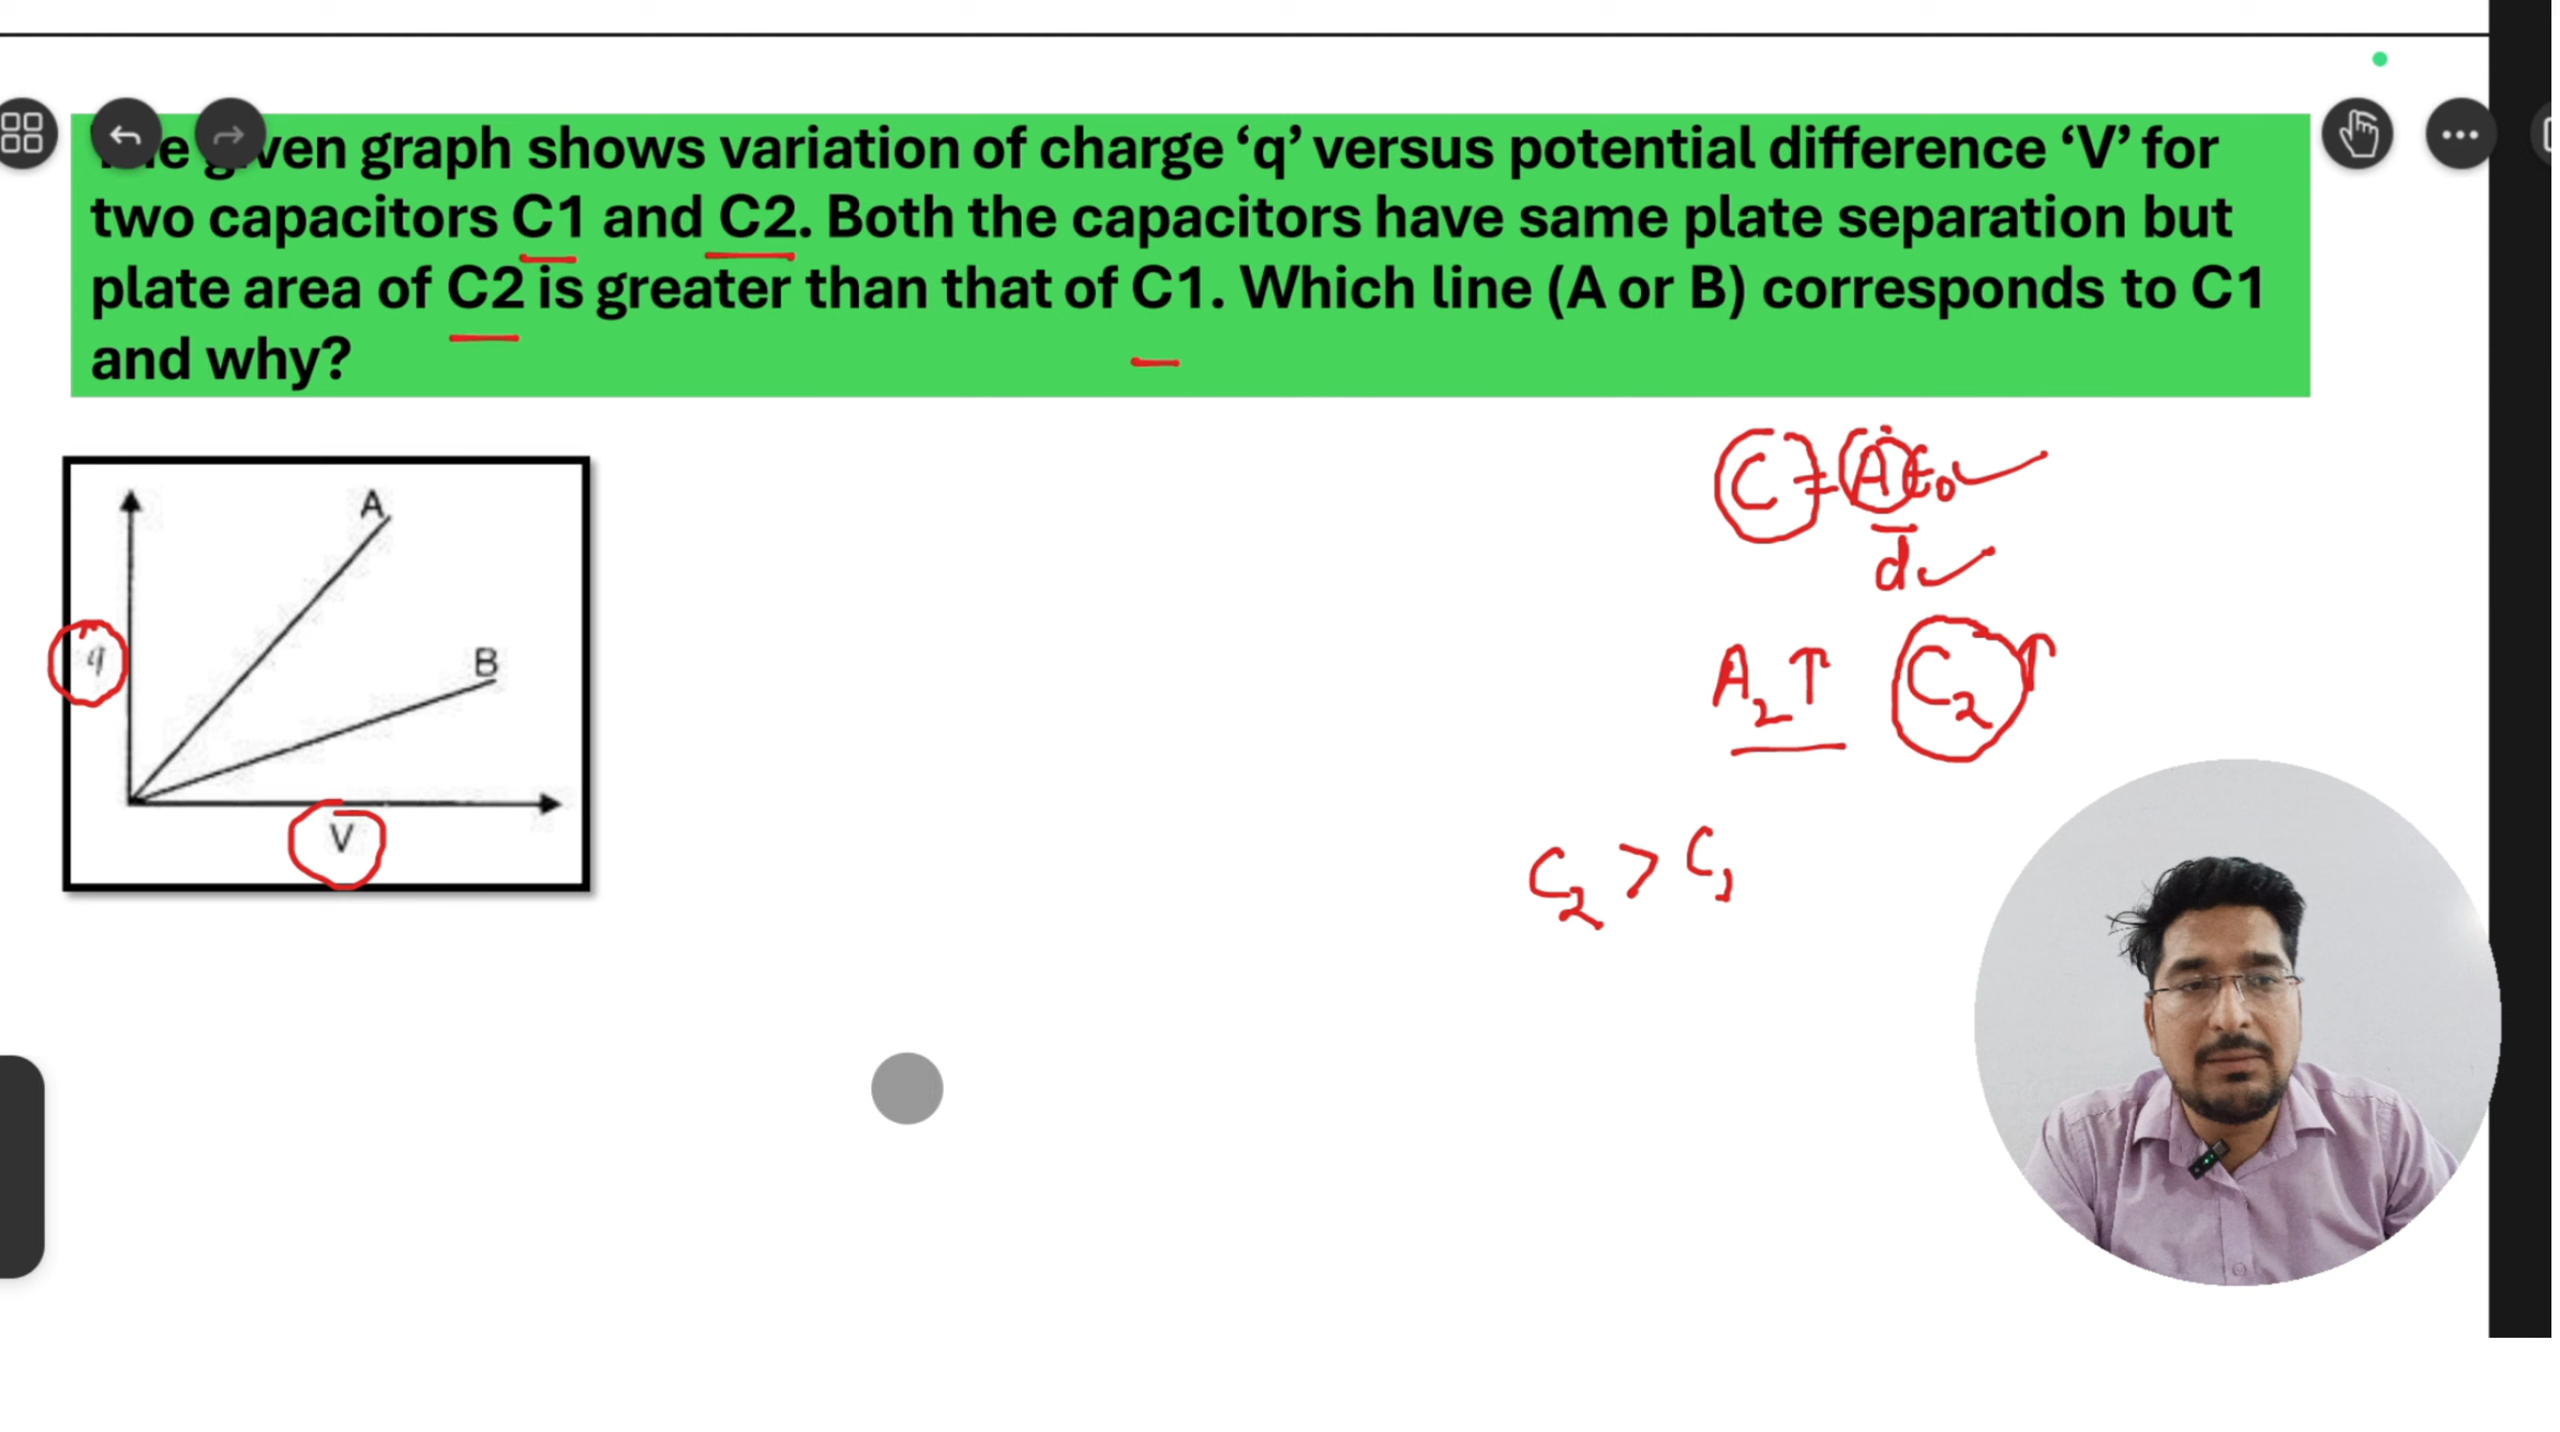 The given graph shows variation of charge ‘q’ versus potential difference ‘V’ for
two capacitors C1 and C2. Both the capacitors have same plate separation but
plate area of C2 is greater than that of C1. Which line (A or B) corresponds to C1
and why?
A
q
B
V
C = Aε₀
d
A₂ ↑ C₂ ↑
C₂ > C₁